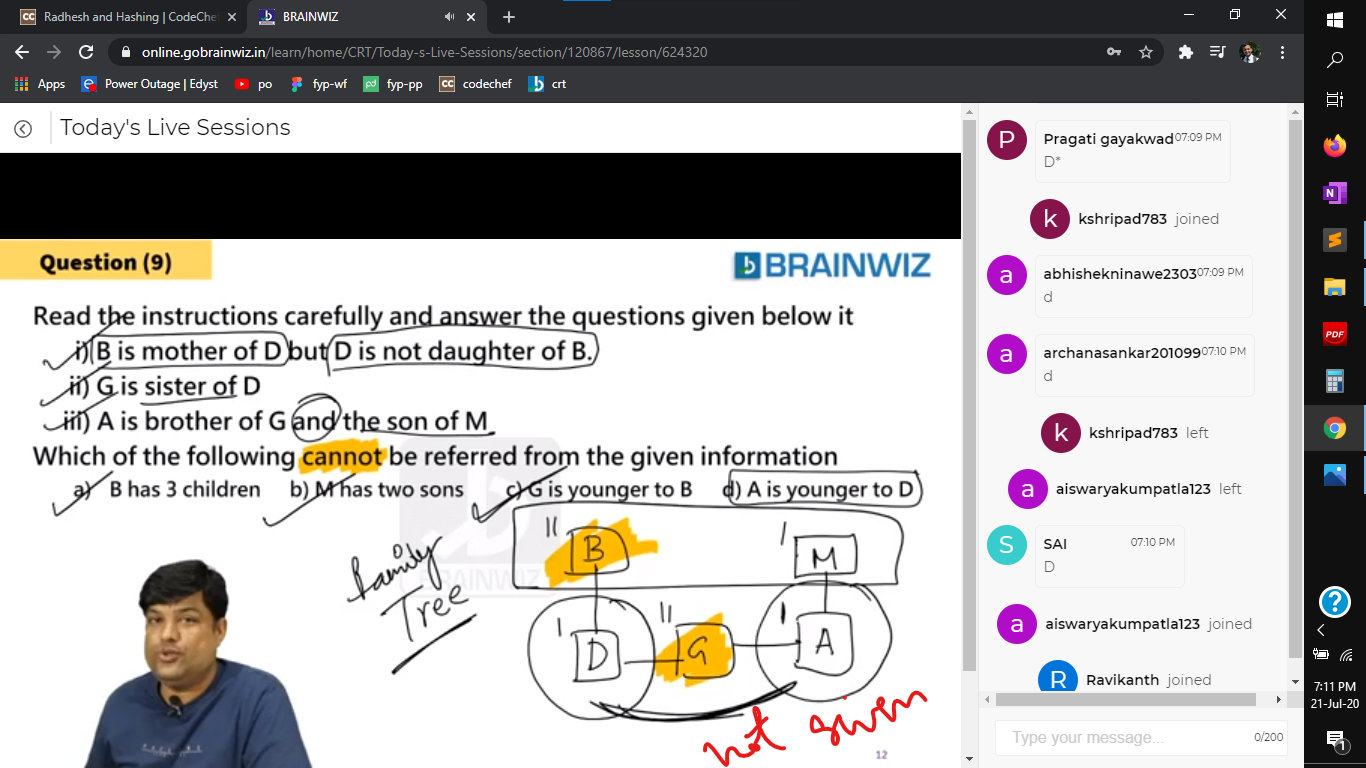 Radhesh and Hashing | CodeChe
BRAINWIZ
online.gobrainwiz.in/learn/home/CRT/Today-s-Live-Sessions/section/120867/lesson/624320
Apps
Power Outage | Edyst
po
fyp-wf
fyp-pp
codechef
crt
Today's Live Sessions
Question (9)
BRAINWIZ
Read the instructions carefully and answer the questions given below it
i) B is mother of D but D is not daughter of B.
ii) G is sister of D
iii) A is brother of G and the son of M
Which of the following cannot be referred from the given information
a) B has 3 children b) M has two sons c) G is younger to B d) A is younger to D
BRAINWIZ
Family
Tree
B
M
D
G
A
not given
12
P
Pragati gayakwad 07:09 PM
D*
k
kshripad783 joined
a
abhishekninawe2303 07:09 PM
d
a
archanasankar201099 07:10 PM
d
k
kshripad783 left
a
aiswaryakumpatla123 left
S
SAI 07:10 PM
D
a
aiswaryakumpatla123 joined
R
Ravikanth joined
Type your message...
0/200
PDF
7:11 PM
21-Jul-20
1